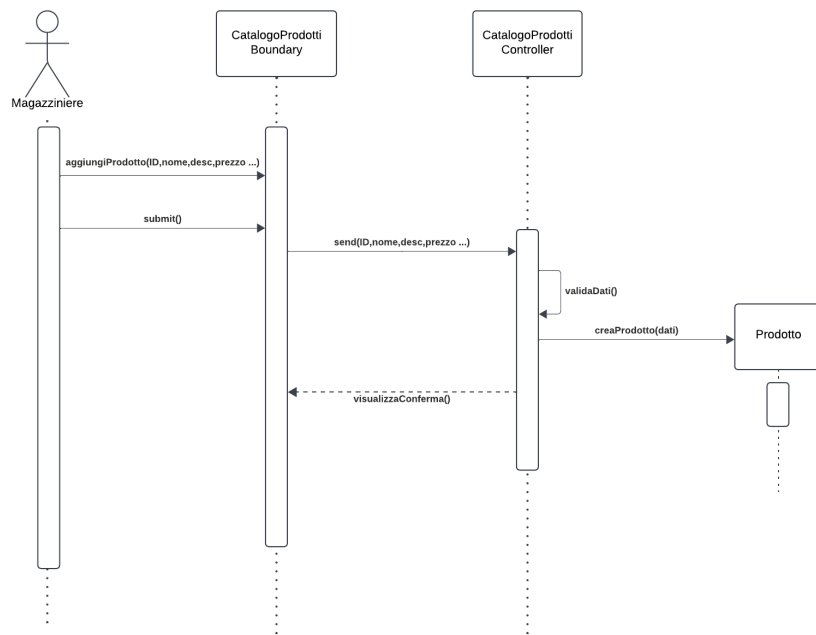 CatalogoProdotti
Boundary
CatalogoProdotti
Controller
Magazziniere
aggiungiProdotto(ID,nome,desc,prezzo ...)
submit()
send(ID,nome,desc,prezzo ...)
validaDati()
creaProdotto(dati)
Prodotto
visualizzaConferma()